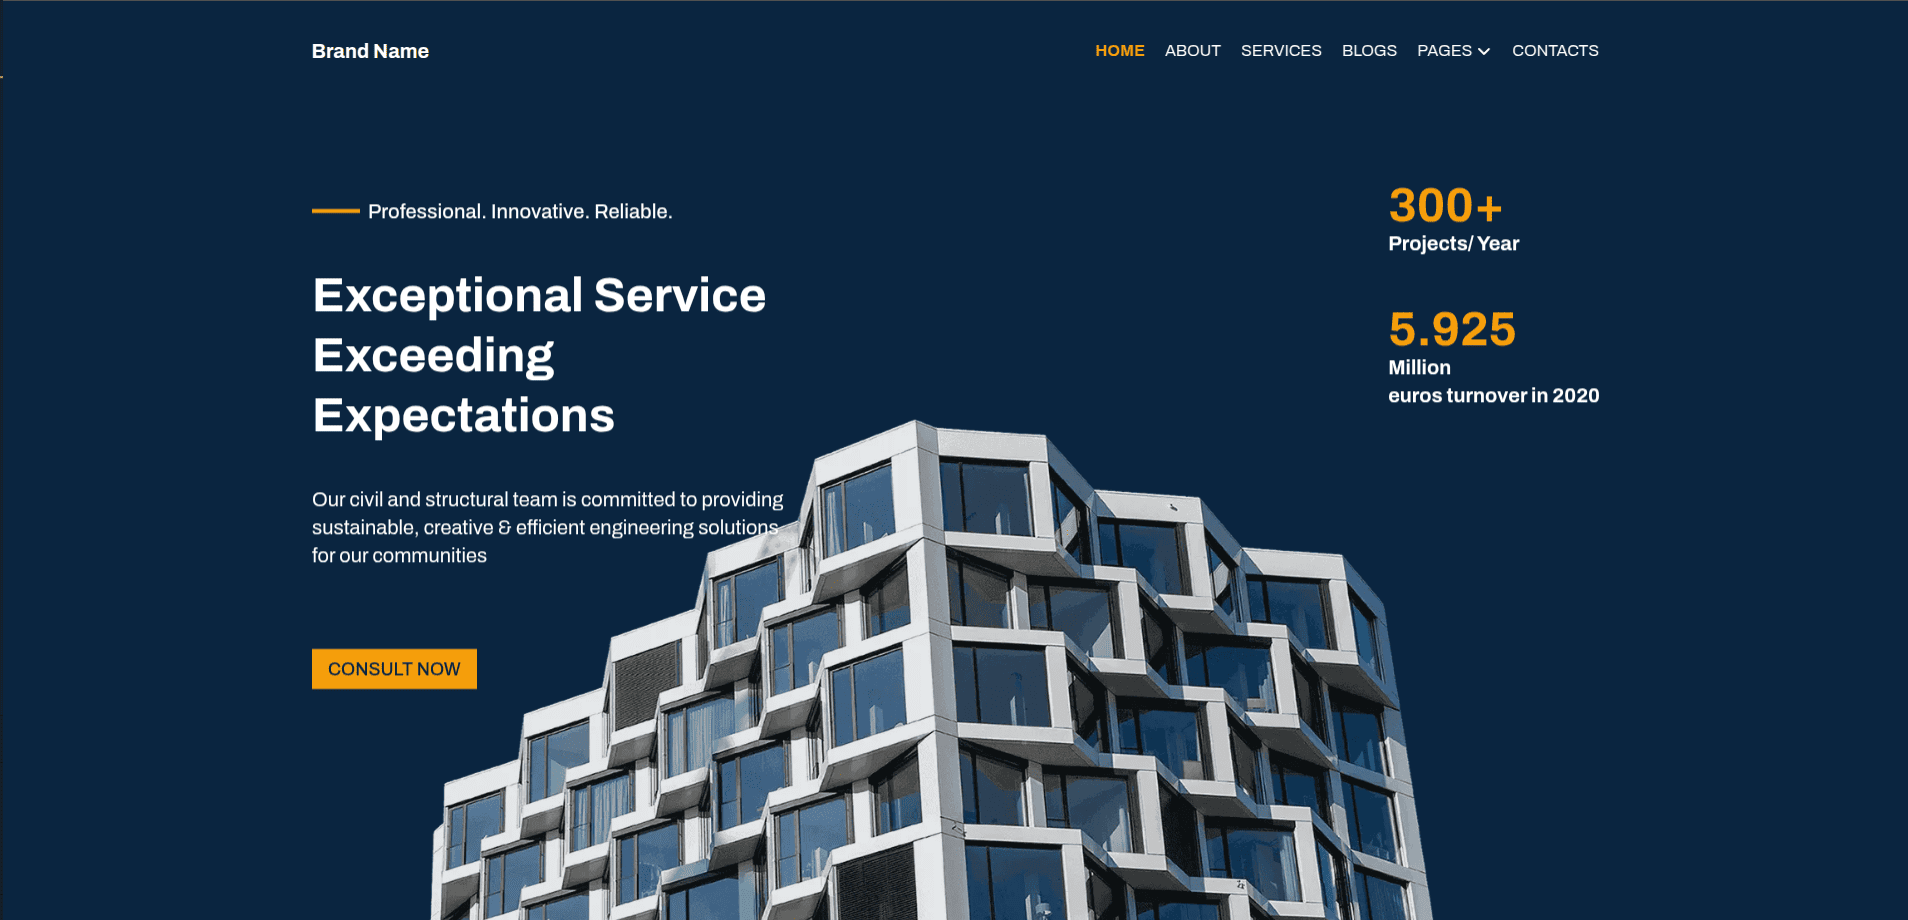 Brand Name
HOME ABOUT SERVICES BLOGS PAGES CONTACTS
Professional. Innovative. Reliable.
Exceptional Service
Exceeding
Expectations
Our civil and structural team is committed to providing
sustainable, creative & efficient engineering solutions
for our communities
CONSULT NOW
300+
Projects/ Year
5.925
Million
euros turnover in 2020